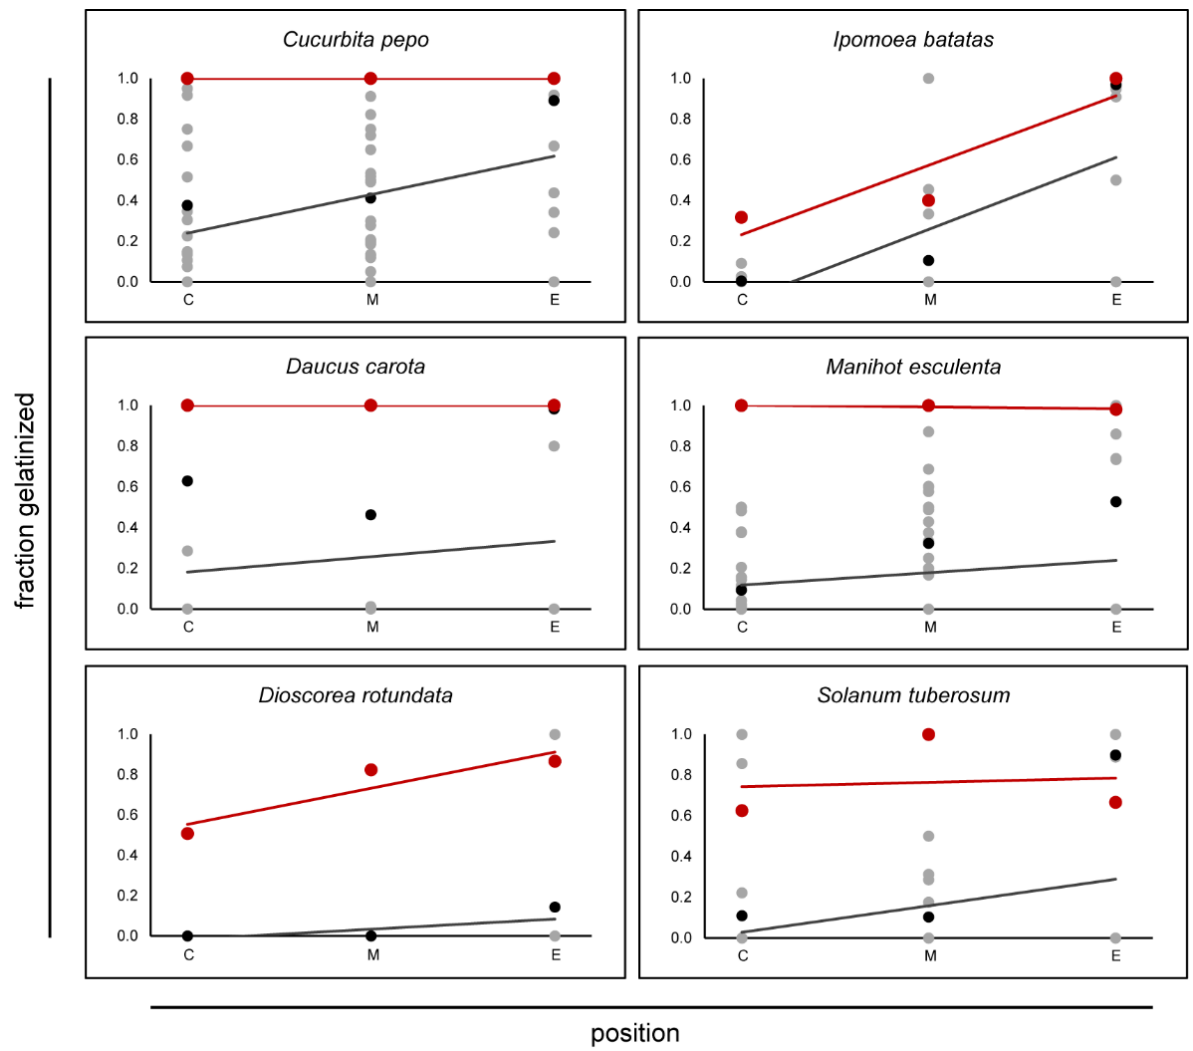 Cucurbita pepo
1.0
0.8
0.6
0.4
0.2
0.0
C M E
Ipomoea batatas
1.0
0.8
0.6
0.4
0.2
0.0
C M E
Daucus carota
1.0
0.8
0.6
0.4
0.2
0.0
C M E
Manihot esculenta
1.0
0.8
0.6
0.4
0.2
0.0
C M E
Dioscorea rotundata
1.0
0.8
0.6
0.4
0.2
0.0
C M E
Solanum tuberosum
1.0
0.8
0.6
0.4
0.2
0.0
C M E
fraction gelatinized
position